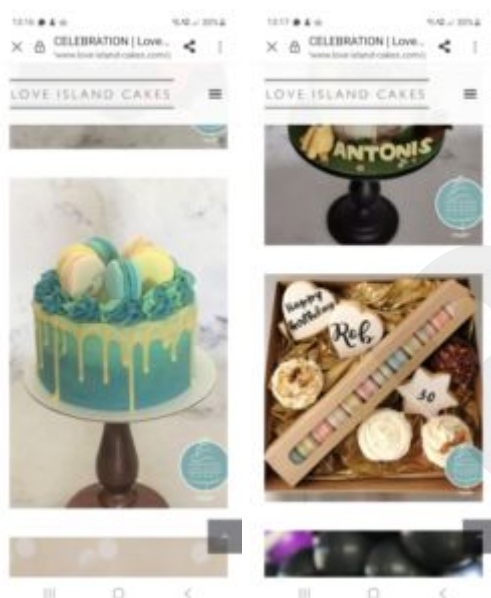 CELEBRATION | Love...
www.love-island-cakes.com/c
LOVE ISLAND CAKES
CELEBRATION | Love...
www.love-island-cakes.com/c
LOVE ISLAND CAKES
ANTONIS
Happy
birthday
Rob
30